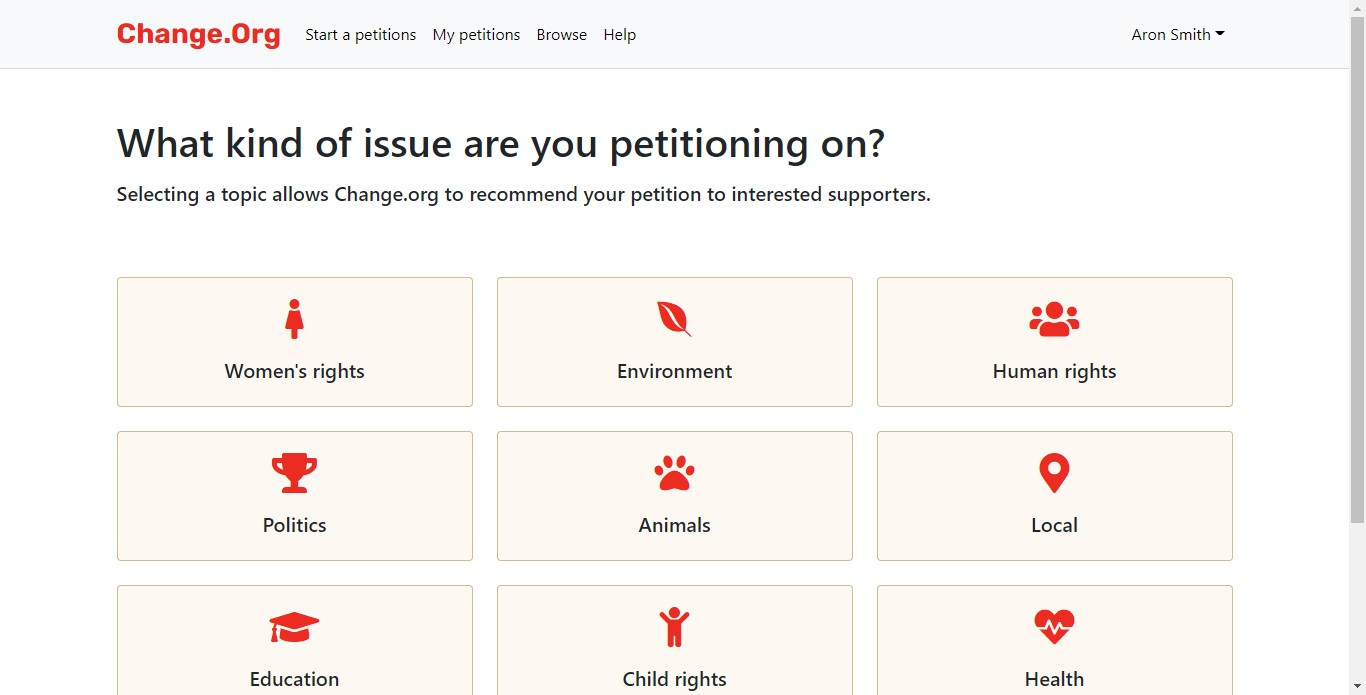 Change.Org Start a petitions My petitions Browse Help Aron Smith
What kind of issue are you petitioning on?
Selecting a topic allows Change.org to recommend your petition to interested supporters.
Women's rights Environment Human rights
Politics Animals Local
Education Child rights Health